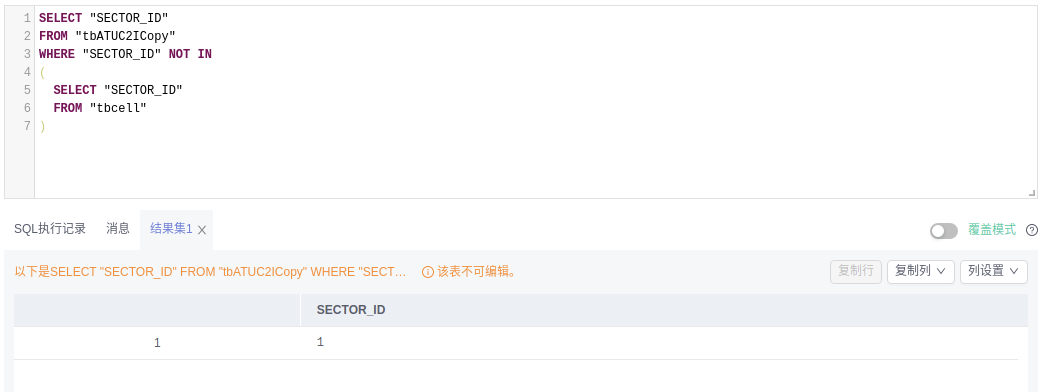 1 SELECT "SECTOR_ID"
2 FROM "tbATUC2ICopy"
3 WHERE "SECTOR_ID" NOT IN
4 (
5   SELECT "SECTOR_ID"
6   FROM "tbcell"
7 )
SQL执行记录 消息 结果集1 覆盖模式
以下是SELECT "SECTOR_ID" FROM "tbATUC2ICopy" WHERE "SECT… 该表不可编辑。 复制行 复制列 列设置
SECTOR_ID
1 1